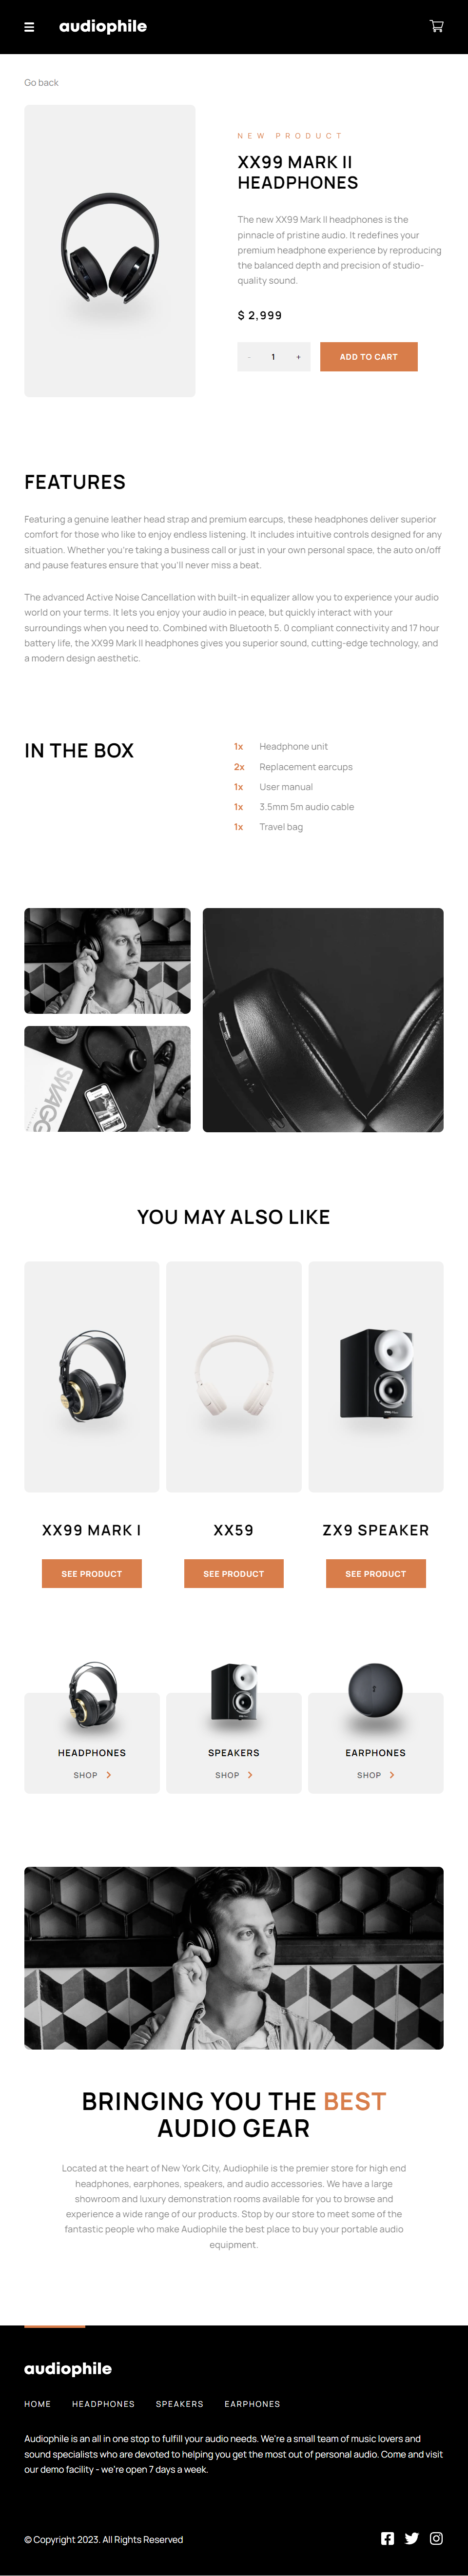 audiophile
Go back
NEW PRODUCT
XX99 MARK II
HEADPHONES
The new XX99 Mark II headphones is the
pinnacle of pristine audio. It redefines your
premium headphone experience by reproducing
the balanced depth and precision of studio-
quality sound.
$ 2,999
- 1 + ADD TO CART
FEATURES
Featuring a genuine leather head strap and premium earcups, these headphones deliver superior
comfort for those who like to enjoy endless listening. It includes intuitive controls designed for any
situation. Whether you're taking a business call or just in your own personal space, the auto on/off
and pause features ensure that you'll never miss a beat.
The advanced Active Noise Cancellation with built-in equalizer allow you to experience your audio
world on your terms. It lets you enjoy your audio in peace, but quickly interact with your
surroundings when you need to. Combined with Bluetooth 5. 0 compliant connectivity and 17 hour
battery life, the XX99 Mark II headphones gives you superior sound, cutting-edge technology, and
a modern design aesthetic.
IN THE BOX
1x Headphone unit
2x Replacement earcups
1x User manual
1x 3.5mm 5m audio cable
1x Travel bag
SWAGG
YOU MAY ALSO LIKE
XX99 MARK I XX59 ZX9 SPEAKER
SEE PRODUCT SEE PRODUCT SEE PRODUCT
HEADPHONES SPEAKERS EARPHONES
SHOP SHOP SHOP
BRINGING YOU THE BEST
AUDIO GEAR
Located at the heart of New York City, Audiophile is the premier store for high end
headphones, earphones, speakers, and audio accessories. We have a large
showroom and luxury demonstration rooms available for you to browse and
experience a wide range of our products. Stop by our store to meet some of the
fantastic people who make Audiophile the best place to buy your portable audio
equipment.
audiophile
HOME HEADPHONES SPEAKERS EARPHONES
Audiophile is an all in one stop to fulfill your audio needs. We're a small team of music lovers and
sound specialists who are devoted to helping you get the most out of personal audio. Come and visit
our demo facility - we're open 7 days a week.
© Copyright 2023. All Rights Reserved